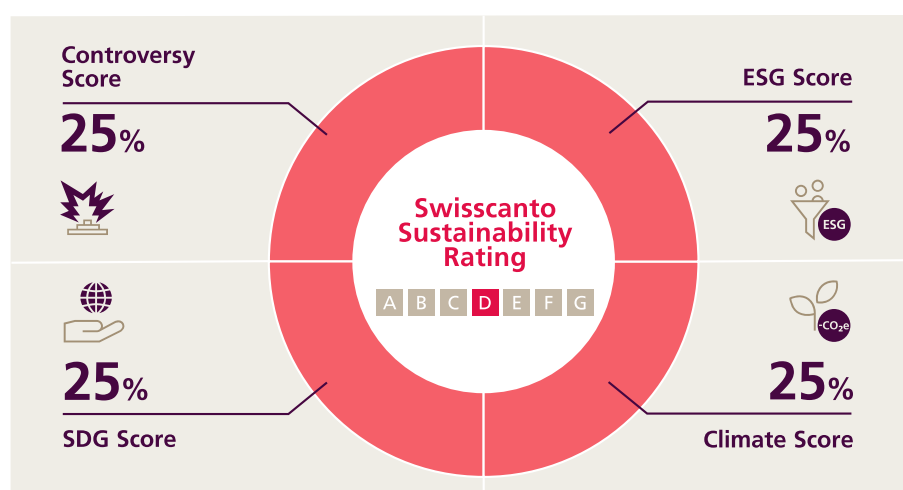 Controversy
Score
25%
ESG Score
25%
ESG
Swisscanto
Sustainability
Rating
A B C D E F G
25%
SDG Score
-CO₂e
25%
Climate Score